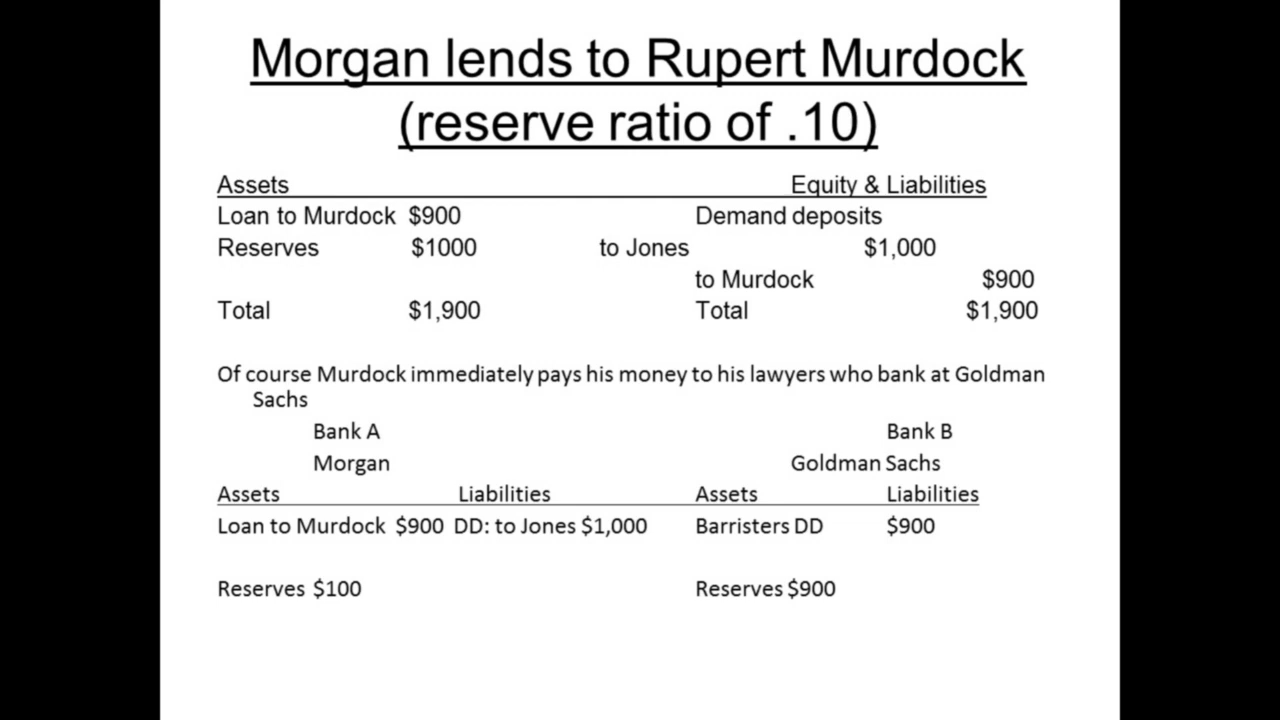 Morgan lends to Rupert Murdock
(reserve ratio of .10)
Assets Equity & Liabilities
Loan to Murdock $900 Demand deposits
Reserves $1000 to Jones $1,000
to Murdock $900
Total $1,900 Total $1,900
Of course Murdock immediately pays his money to his lawyers who bank at Goldman
Sachs
Bank A Bank B
Morgan Goldman Sachs
Assets Liabilities Assets Liabilities
Loan to Murdock $900 DD: to Jones $1,000 Barristers DD $900
Reserves $100 Reserves $900